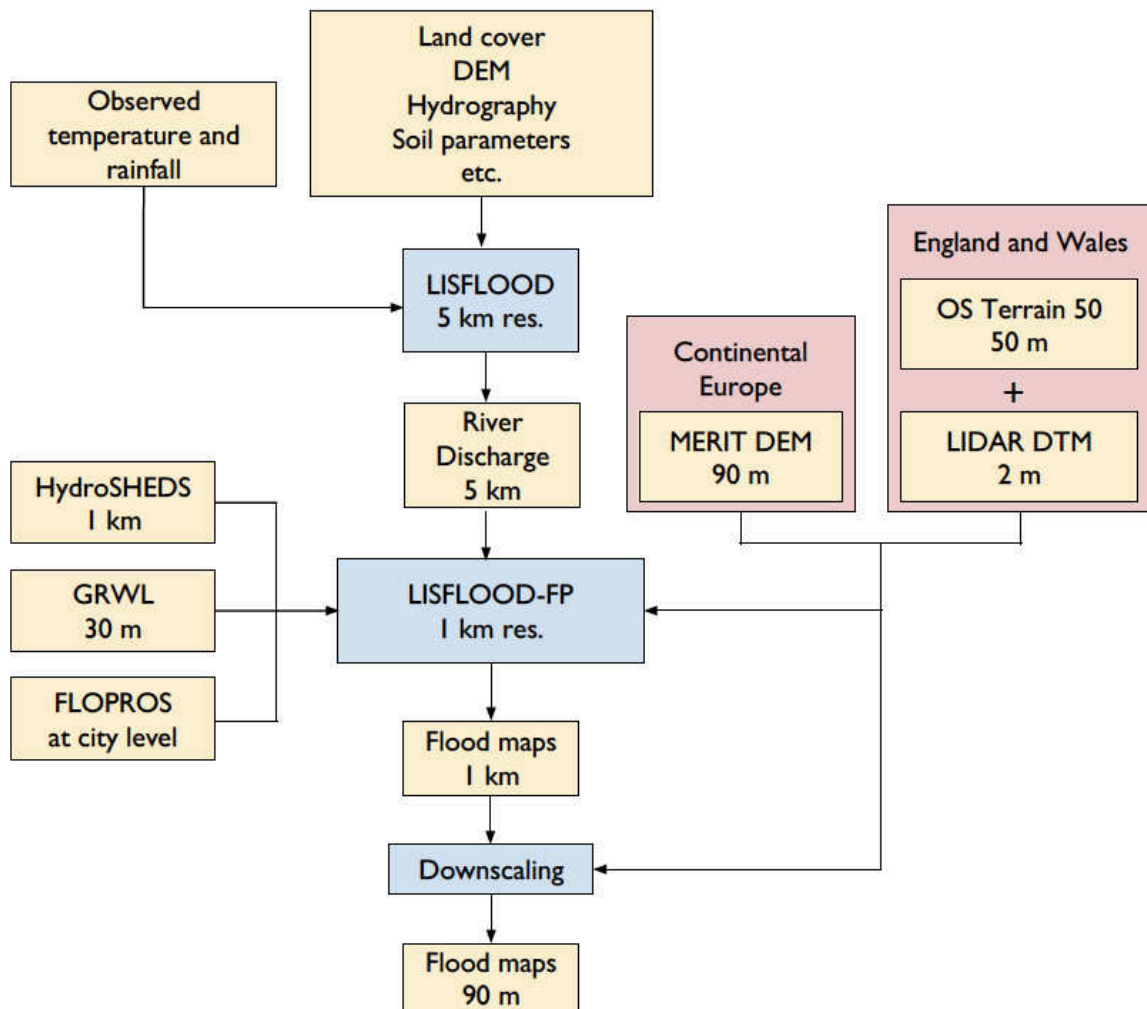 Land cover
DEM
Hydrography
Soil parameters
etc.
Observed
temperature and
rainfall
England and Wales
LISFLOOD
5 km res.
OS Terrain 50
50 m
Continental
Europe
+
River
Discharge
5 km
MERIT DEM
90 m
LIDAR DTM
2 m
HydroSHEDS
1 km
GRWL
30 m
LISFLOOD-FP
1 km res.
FLOPROS
at city level
Flood maps
1 km
Downscaling
Flood maps
90 m